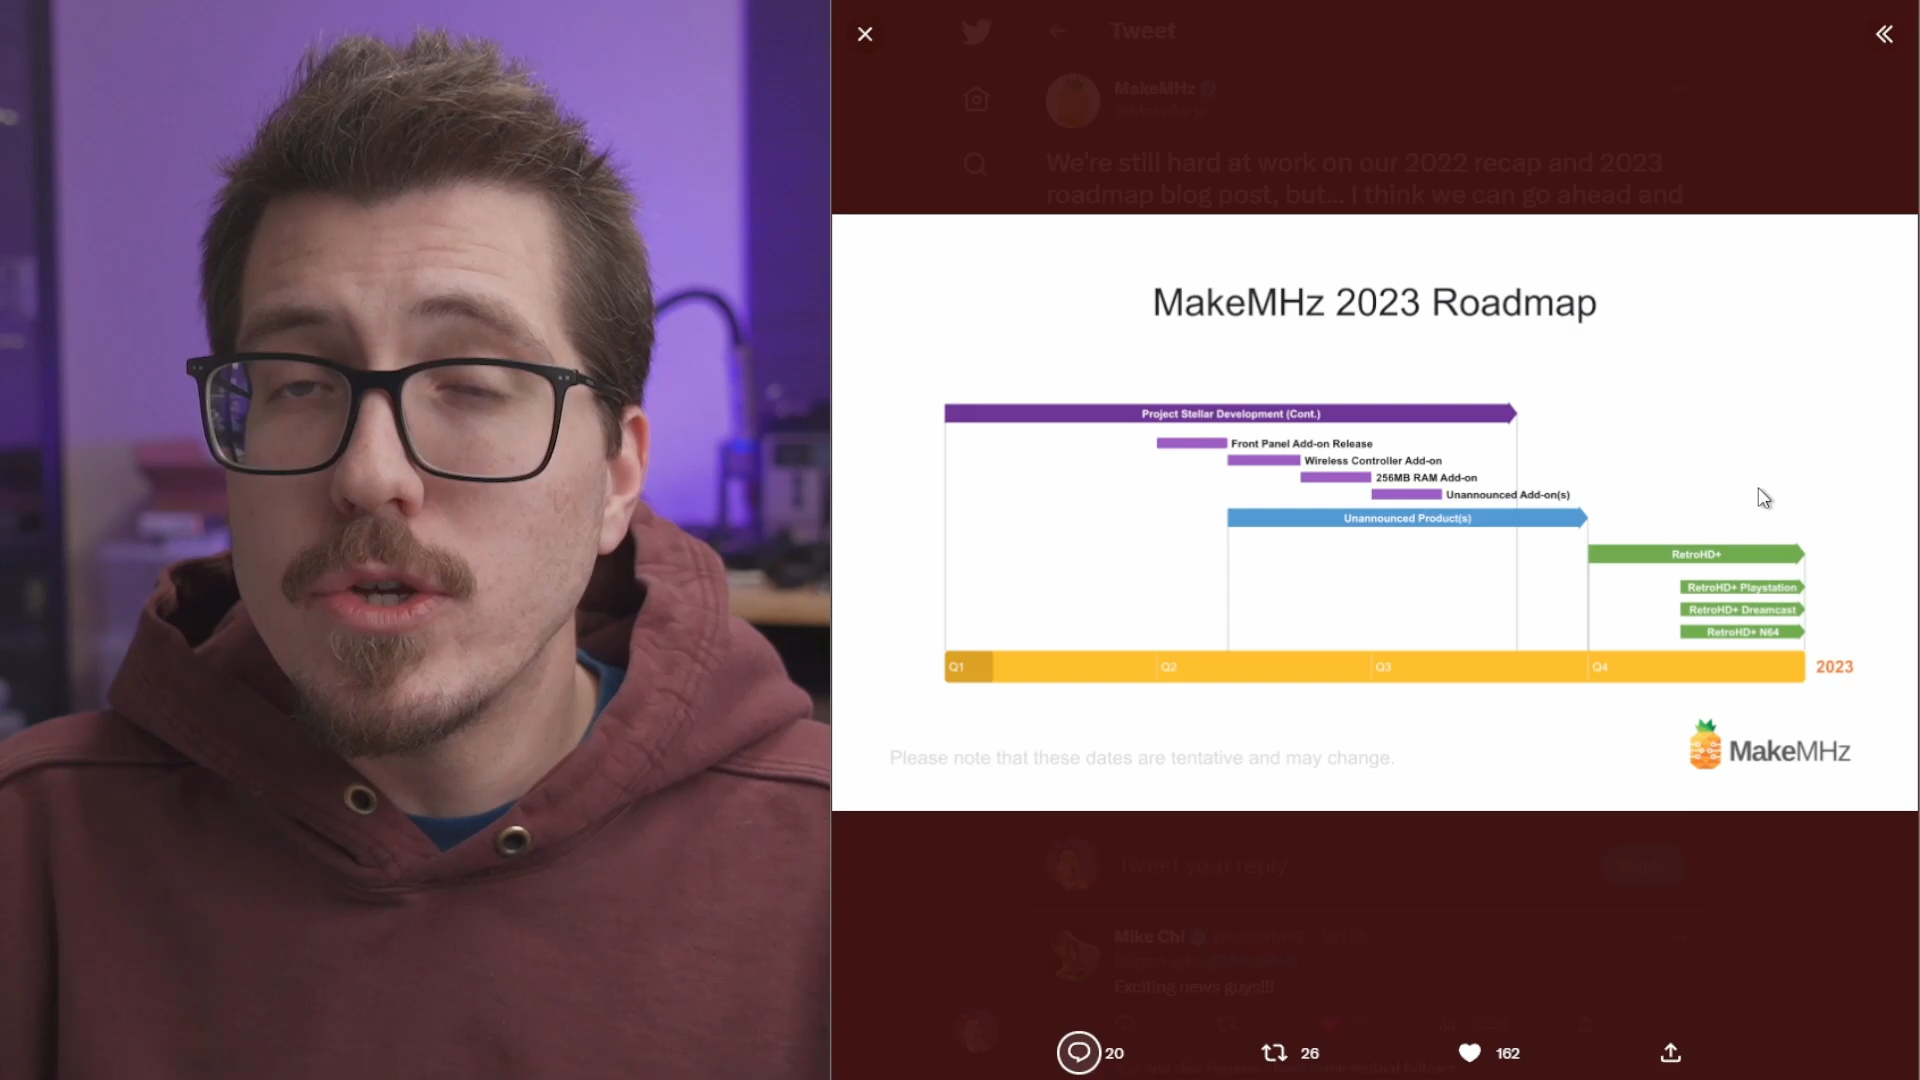 Tweet
MakeMHz
We're still hard at work on our 2022 recap and 2023
roadmap blog post, but... I think we can go ahead and
MakeMHz 2023 Roadmap
Project Stellar Development (Cont.)
Front Panel Add-on Release
Wireless Controller Add-on
256MB RAM Add-on
Unannounced Add-on(s)
Unannounced Product(s)
RetroHD+
RetroHD+ Playstation
RetroHD+ Dreamcast
RetroHD+ N64
Q1 Q2 Q3 Q4 2023
Please note that these dates are tentative and may change.
MakeMHz
Tweet your reply
Mike Chi
Exciting news guys!!!
20 26 162